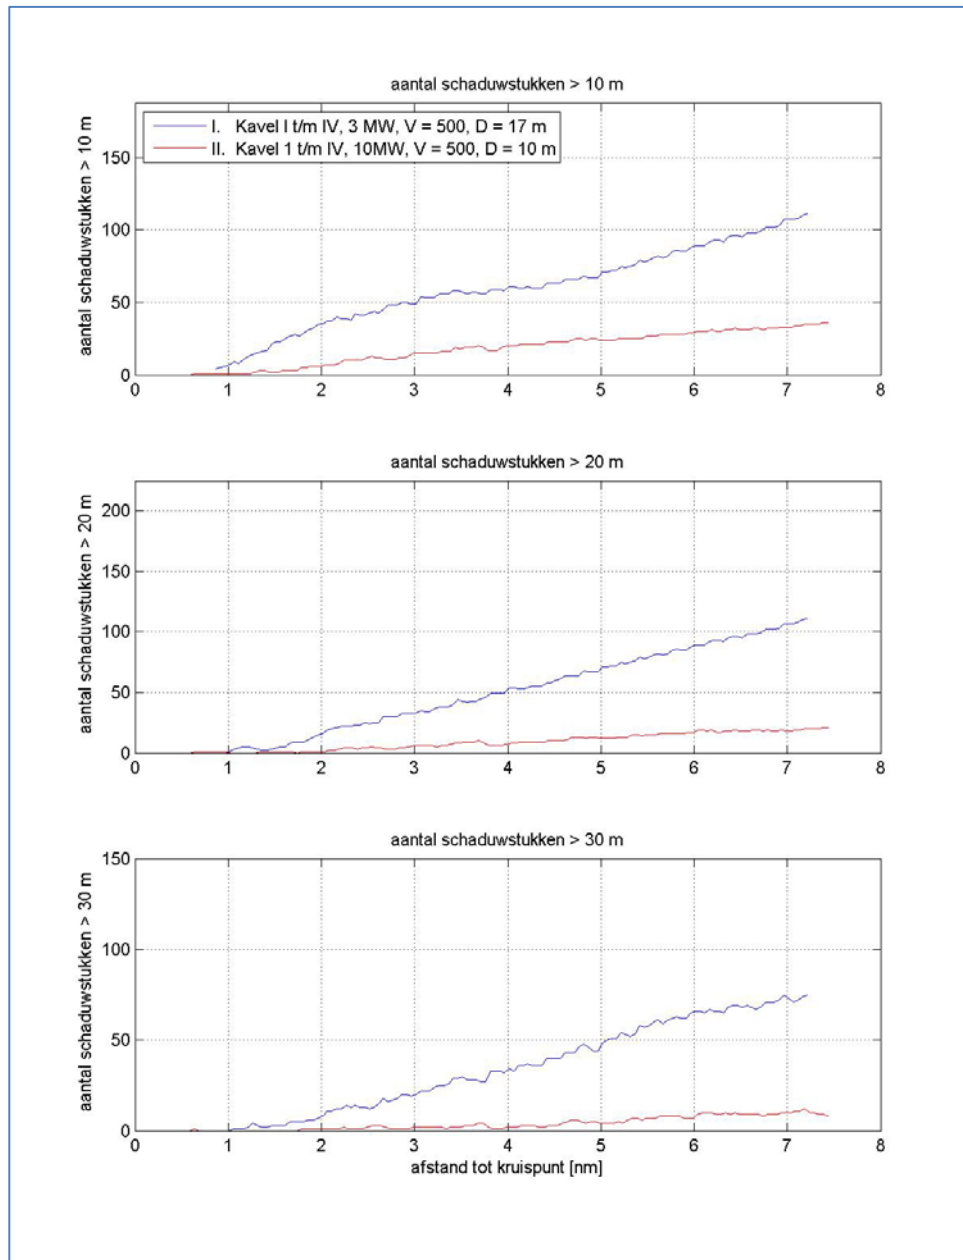 aantal schaduwstukken > 10 m
aantal schaduwstukken > 10 m
150
100
50
0
I. Kavel I t/m IV, 3 MW, V = 500, D = 17 m
II. Kavel 1 t/m IV, 10MW, V = 500, D = 10 m
0 1 2 3 4 5 6 7 8
aantal schaduwstukken > 20 m
aantal schaduwstukken > 20 m
200
150
100
50
0
0 1 2 3 4 5 6 7 8
aantal schaduwstukken > 30 m
aantal schaduwstukken > 30 m
150
100
50
0
0 1 2 3 4 5 6 7 8
afstand tot kruispunt [nm]